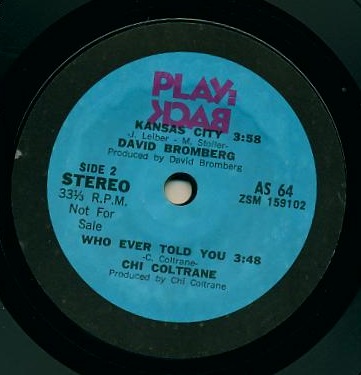 PLAY:
BACK
KANSAS CITY 3:58
-J. Leiber - M. Stoller-
DAVID BROMBERG
Produced by David Bromberg
SIDE 2
STEREO
33⅓ R.P.M.
Not For
Sale
AS 64
ZSM 159102
WHO EVER TOLD YOU 3:48
-C. Coltrane-
CHI COLTRANE
Produced by Chi Coltrane